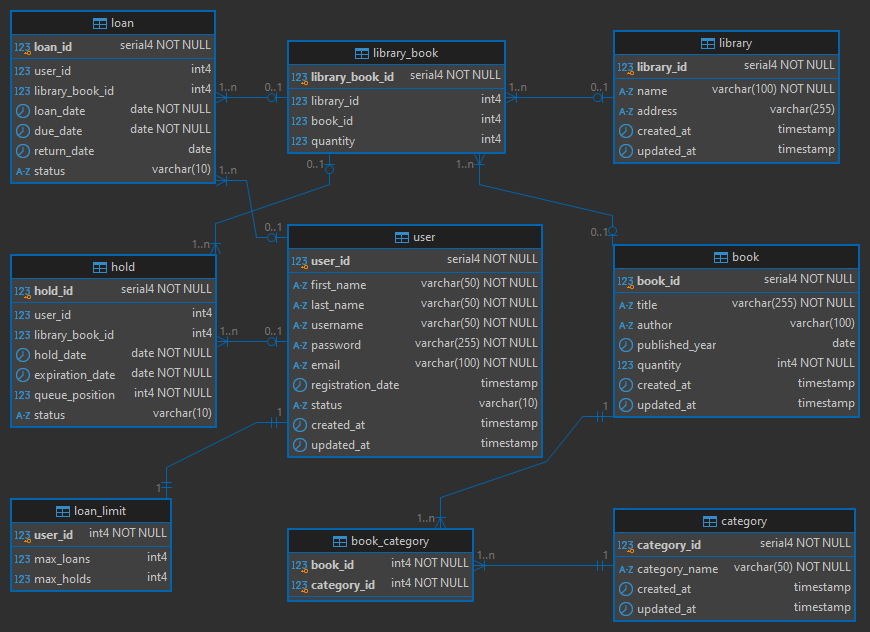 loan
123 loan_id serial4 NOT NULL
123 user_id int4
123 library_book_id int4
loan_date date NOT NULL
due_date date NOT NULL
return_date date
A-Z status varchar(10)
1..n 0..1
1..n 0..1
library_book
123 library_book_id serial4 NOT NULL
123 library_id int4
123 book_id int4
123 quantity int4
1..n 0..1
0..1 1..n
1..n 0..1
library
123 library_id serial4 NOT NULL
A-Z name varchar(100) NOT NULL
A-Z address varchar(255)
created_at timestamp
updated_at timestamp
hold
123 hold_id serial4 NOT NULL
123 user_id int4
123 library_book_id int4
hold_date date NOT NULL
expiration_date date NOT NULL
123 queue_position int4 NOT NULL
A-Z status varchar(10)
1..n 0..1
user
123 user_id serial4 NOT NULL
A-Z first_name varchar(50) NOT NULL
A-Z last_name varchar(50) NOT NULL
A-Z username varchar(50) NOT NULL
A-Z password varchar(255) NOT NULL
A-Z email varchar(100) NOT NULL
registration_date timestamp
A-Z status varchar(10)
created_at timestamp
updated_at timestamp
1 1
book
123 book_id serial4 NOT NULL
A-Z title varchar(255) NOT NULL
A-Z author varchar(100)
published_year date
123 quantity int4 NOT NULL
created_at timestamp
updated_at timestamp
1 1..n
loan_limit
123 user_id int4 NOT NULL
123 max_loans int4
123 max_holds int4
book_category
123 book_id int4 NOT NULL
123 category_id int4 NOT NULL
1..n 1
category
123 category_id serial4 NOT NULL
A-Z category_name varchar(50) NOT NULL
created_at timestamp
updated_at timestamp